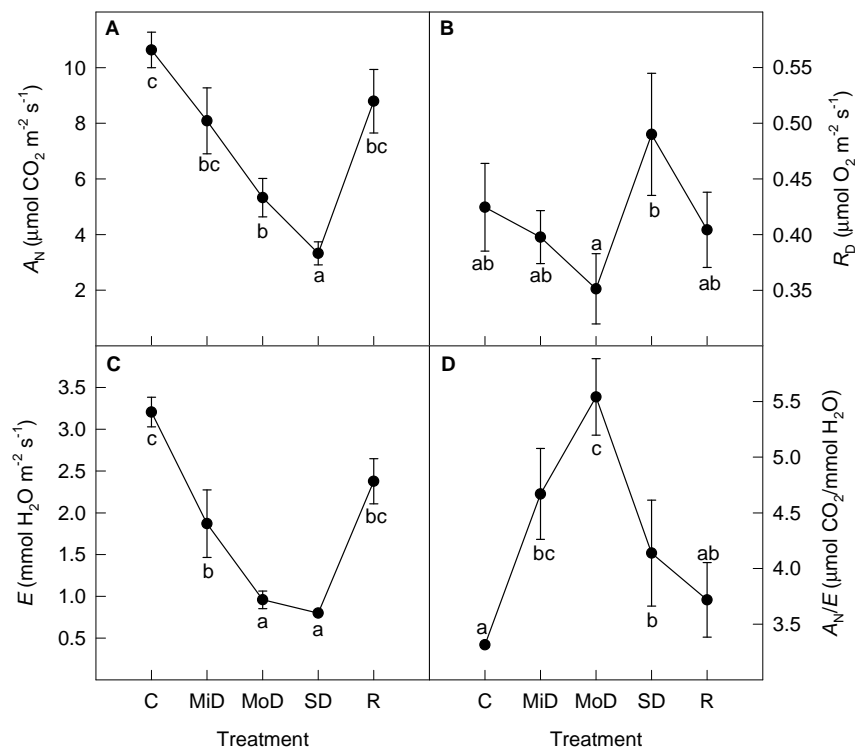 A
B
10
8
6
4
2
A_N (µmol CO₂ m⁻² s⁻¹)
c
bc
b
a
bc
ab
ab
a
b
ab
0.55
0.50
0.45
0.40
0.35
R_D (µmol O₂ m⁻² s⁻¹)
C
D
3.5
3.0
2.5
2.0
1.5
1.0
0.5
E (mmol H₂O m⁻² s⁻¹)
c
b
a
a
bc
a
bc
c
b
ab
5.5
5.0
4.5
4.0
3.5
A_N/E (µmol CO₂/mmol H₂O)
C MiD MoD SD R
C MiD MoD SD R
Treatment
Treatment